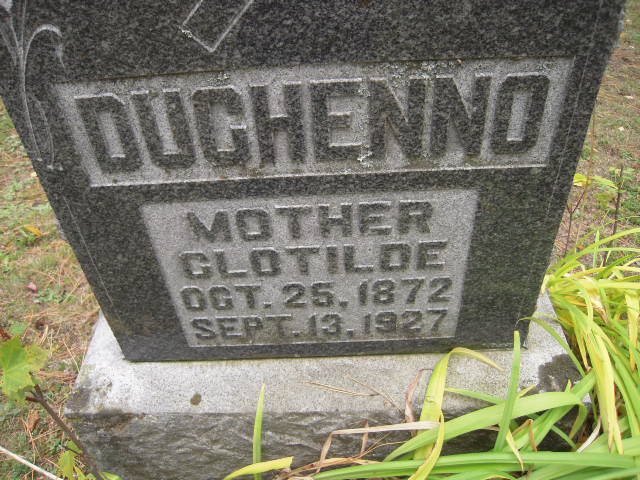 DUCHENNO
MOTHER
CLOTILDE
OCT. 25, 1872
SEPT. 13, 1927